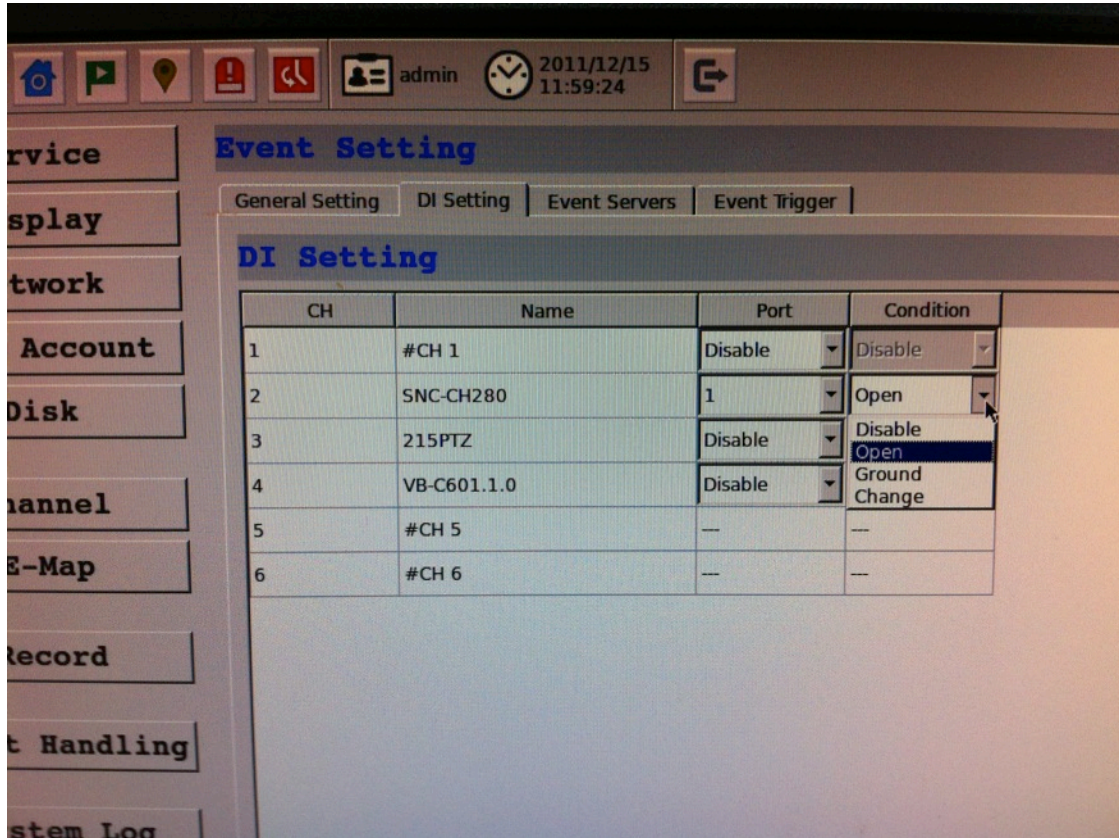 admin
2011/12/15
11:59:24
rvice
splay
twork
Account
Disk
annel
E-Map
Record
t Handling
stem Log
Event Setting
General Setting DI Setting Event Servers Event Trigger
DI Setting
CH Name Port Condition
1 #CH 1 Disable Disable
2 SNC-CH280 1 Open
3 215PTZ Disable
4 VB-C601.1.0 Disable
Disable
Open
Ground
Change
5 #CH 5 --- ---
6 #CH 6 --- ---